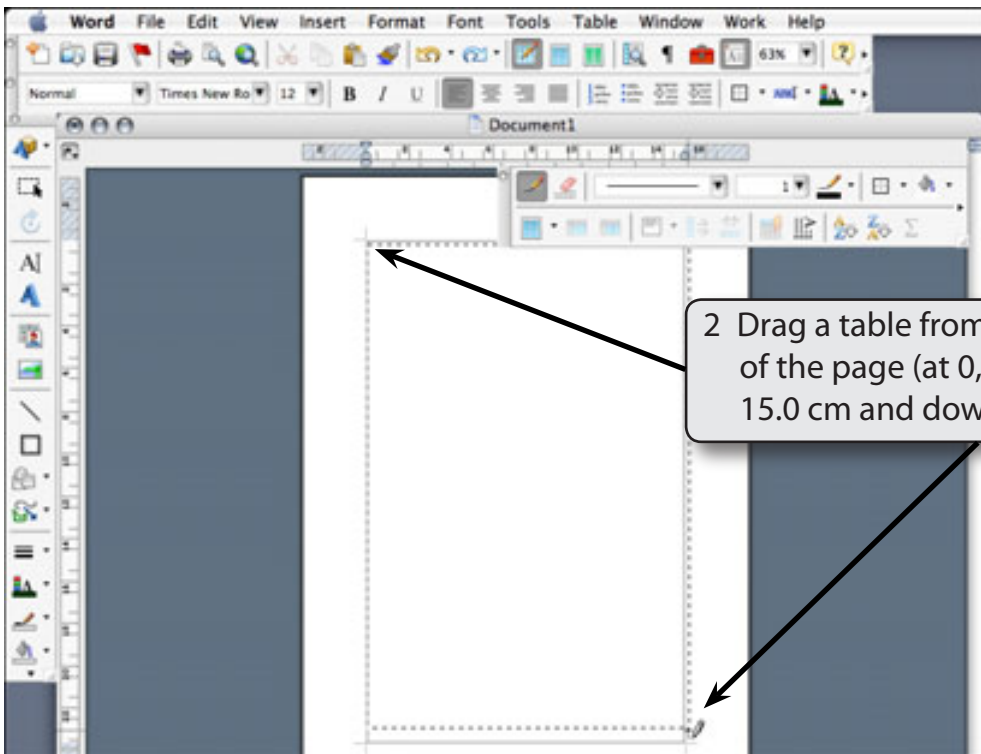 Word File Edit View Insert Format Font Tools Table Window Work Help
63%
Normal Times New Ro 12 B I U
Document1
1
2 Drag a table from
of the page (at 0,
15.0 cm and dow